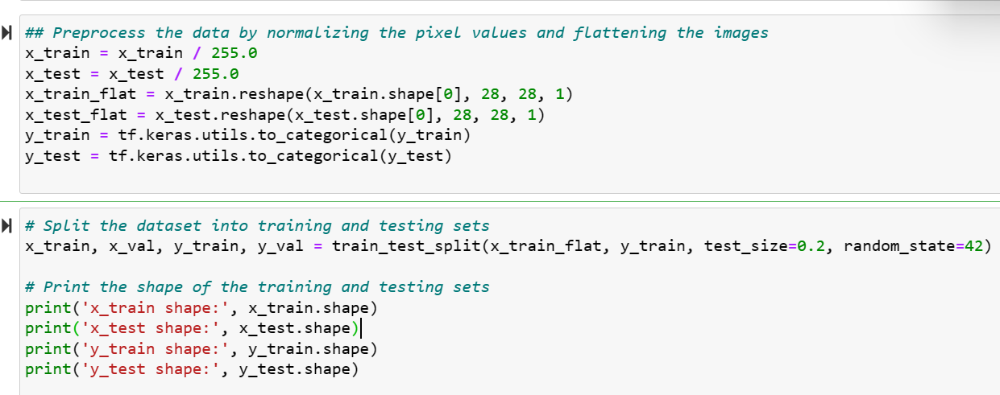 ## Preprocess the data by normalizing the pixel values and flattening the images
x_train = x_train / 255.0
x_test = x_test / 255.0
x_train_flat = x_train.reshape(x_train.shape[0], 28, 28, 1)
x_test_flat = x_test.reshape(x_test.shape[0], 28, 28, 1)
y_train = tf.keras.utils.to_categorical(y_train)
y_test = tf.keras.utils.to_categorical(y_test)
# Split the dataset into training and testing sets
x_train, x_val, y_train, y_val = train_test_split(x_train_flat, y_train, test_size=0.2, random_state=42)
# Print the shape of the training and testing sets
print('x_train shape:', x_train.shape)
print('x_test shape:', x_test.shape)
print('y_train shape:', y_train.shape)
print('y_test shape:', y_test.shape)